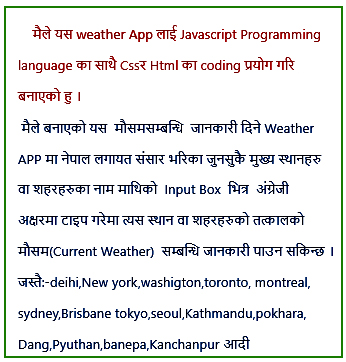 मैले यस weather App लाई Javascript Programming
language का साथै Cssर Html का coding प्रयोग गरि
बनाएको हु ।
मैले बनाएको यस मौसमसम्बन्धि जानकारी दिने Weather
APP मा नेपाल लगायत संसार भरिका जुनसुकै मुख्य स्थानहरु
वा शहरहरुका नाम माथिको Input Box भित्र अंग्रेजी
अक्षरमा टाइप गरेमा त्यस स्थान वा शहरहरुको तत्कालको
मौसम(Current Weather) सम्बन्धि जानकारी पाउन सकिन्छ ।
जस्तै:-deihi,New york,washigton,toronto, montreal,
sydney,Brisbane tokyo,seoul,Kathmandu,pokhara,
Dang,Pyuthan,banepa,Kanchanpur आदी